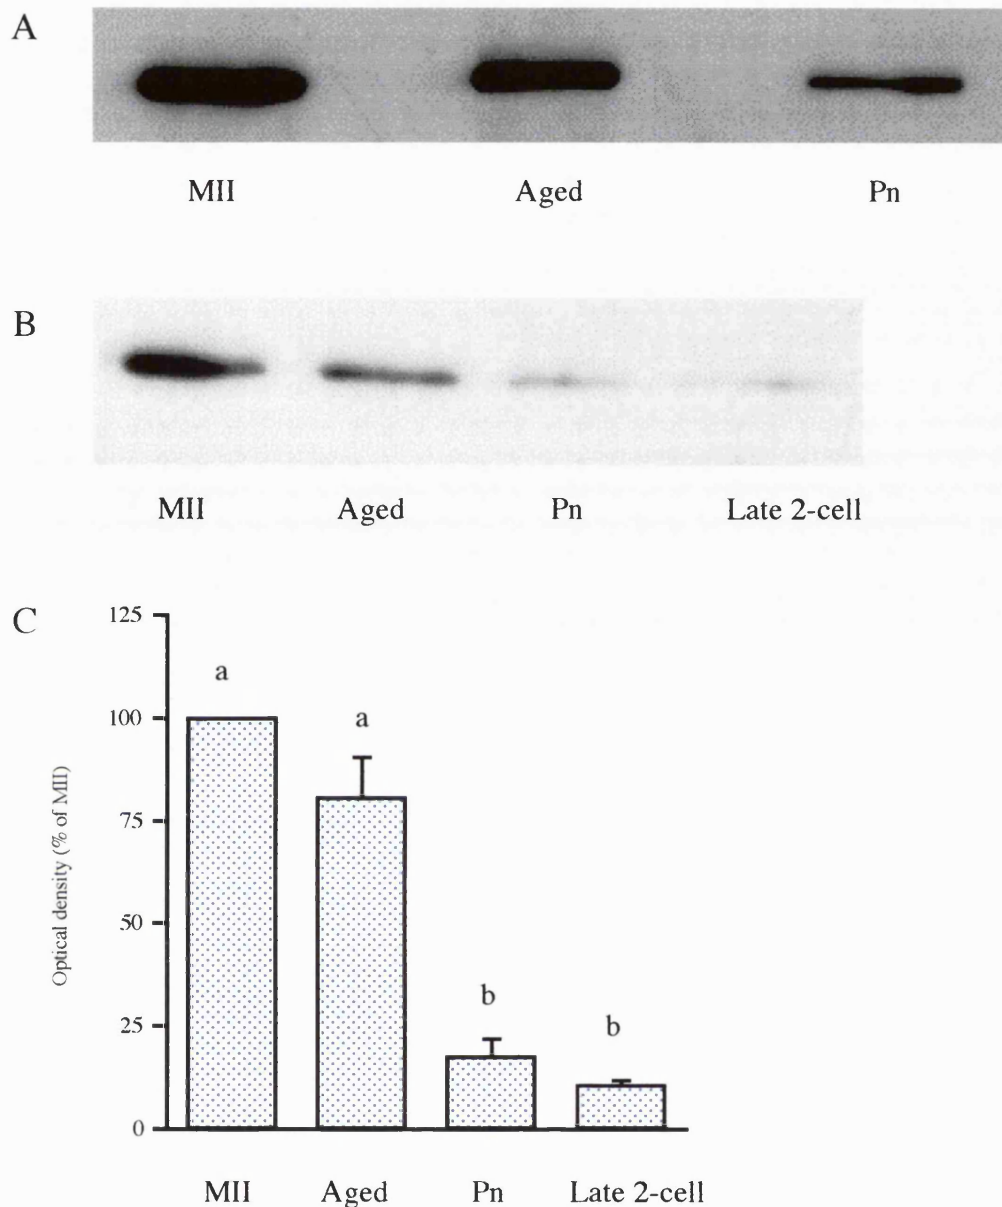 A
MII Aged Pn
B
MII Aged Pn Late 2-cell
C
125
a
100
a
Optical density (% of MII)
75
50
b
25
b
0
MII Aged Pn Late 2-cell